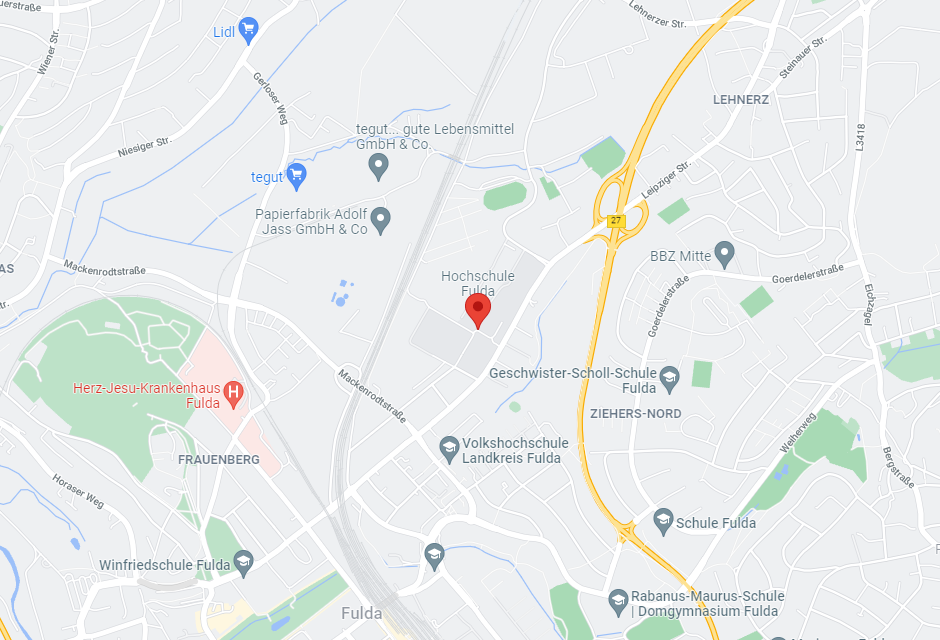 Lehnerzer Str.
Lidl
Wiener Str.
Steinauer Str.
Gerloser Weg
LEHNERZ
tegut... gute Lebensmittel
GmbH & Co.
L3418
Niesiger Str.
tegut
Leipziger Str.
Papierfabrik Adolf
Jass GmbH & Co
27
BBZ Mitte
Mackenrodtstraße
Hochschule
Fulda
Goerdelerstraße
Goerdelerstraße
Eichzagel
Geschwister-Scholl-Schule
Fulda
Herz-Jesu-Krankenhaus
Fulda
H
Mackenrodtstraße
ZIEHERS-NORD
Weiherweg
Volkshochschule
Landkreis Fulda
FRAUENBERG
Bergstraße
Horaser Weg
Schule Fulda
Winfriedschule Fulda
Rabanus-Maurus-Schule
| Domgymnasium Fulda
Fulda